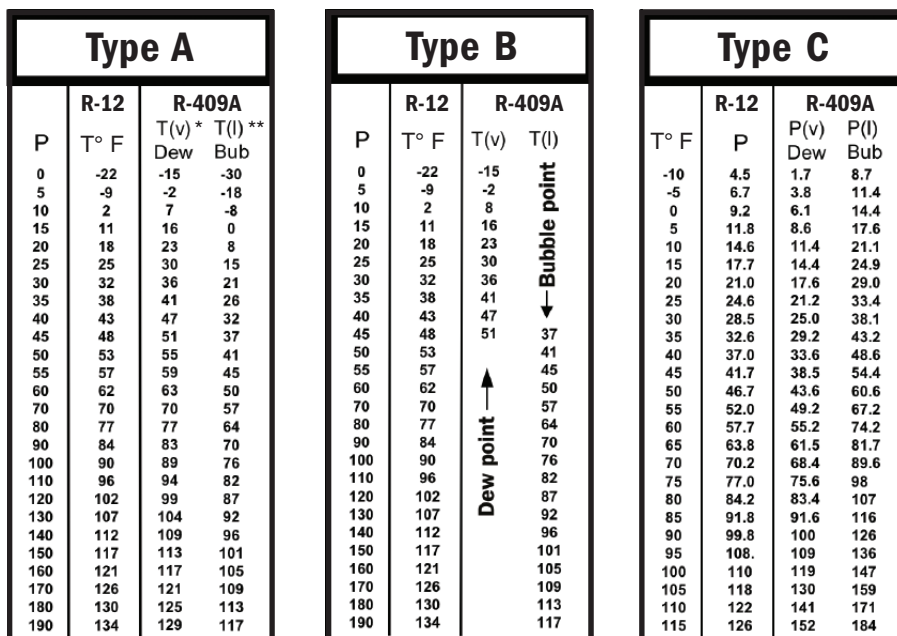 Type A
R-12 R-409A
P T° F T(v) * Dew T(l) ** Bub
0 -22 -15 -30
5 -9 -2 -18
10 2 7 -8
15 11 16 0
20 18 23 8
25 25 30 15
30 32 36 21
35 38 41 26
40 43 47 32
45 48 51 37
50 53 55 41
55 57 59 45
60 62 63 50
70 70 70 57
80 77 77 64
90 84 83 70
100 90 89 76
110 96 94 82
120 102 99 87
130 107 104 92
140 112 109 96
150 117 113 101
160 121 117 105
170 126 121 109
180 130 125 113
190 134 129 117
Type B
R-12 R-409A
P T° F T(v) T(l)
0 -22 -15
5 -9 -2
10 2 8
15 11 16
20 18 23
25 25 30
30 32 36
35 38 41
40 43 47
← Bubble point
45 48 51 37
50 53 41
55 57 45
60 62 50
70 70 57
80 77 64
90 84 70
100 90 76
110 96 82
120 102 87
130 107 92
140 112 96
150 117 101
160 121 105
170 126 109
180 130 113
190 134 117
Dew point →
Type C
R-12 R-409A
T° F P P(v) Dew P(l) Bub
-10 4.5 1.7 8.7
-5 6.7 3.8 11.4
0 9.2 6.1 14.4
5 11.8 8.6 17.6
10 14.6 11.4 21.1
15 17.7 14.4 24.9
20 21.0 17.6 29.0
25 24.6 21.2 33.4
30 28.5 25.0 38.1
35 32.6 29.2 43.2
40 37.0 33.6 48.6
45 41.7 38.5 54.4
50 46.7 43.6 60.6
55 52.0 49.2 67.2
60 57.7 55.2 74.2
65 63.8 61.5 81.7
70 70.2 68.4 89.6
75 77.0 75.6 98
80 84.2 83.4 107
85 91.8 91.6 116
90 99.8 100 126
95 108. 109 136
100 110 119 147
105 118 130 159
110 122 141 171
115 126 152 184